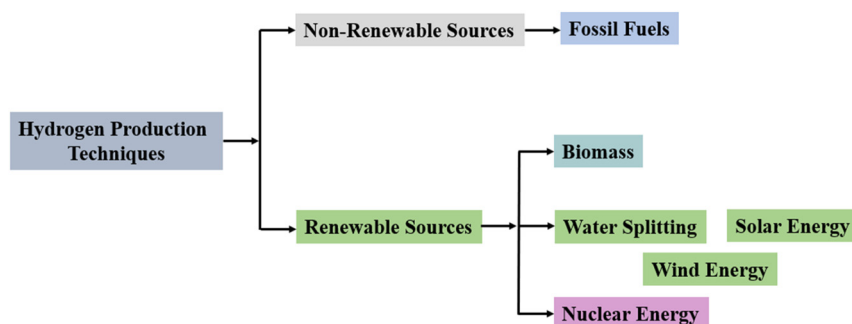 Non-Renewable Sources
Fossil Fuels
Hydrogen Production
Techniques
Biomass
Renewable Sources
Water Splitting
Solar Energy
Wind Energy
Nuclear Energy